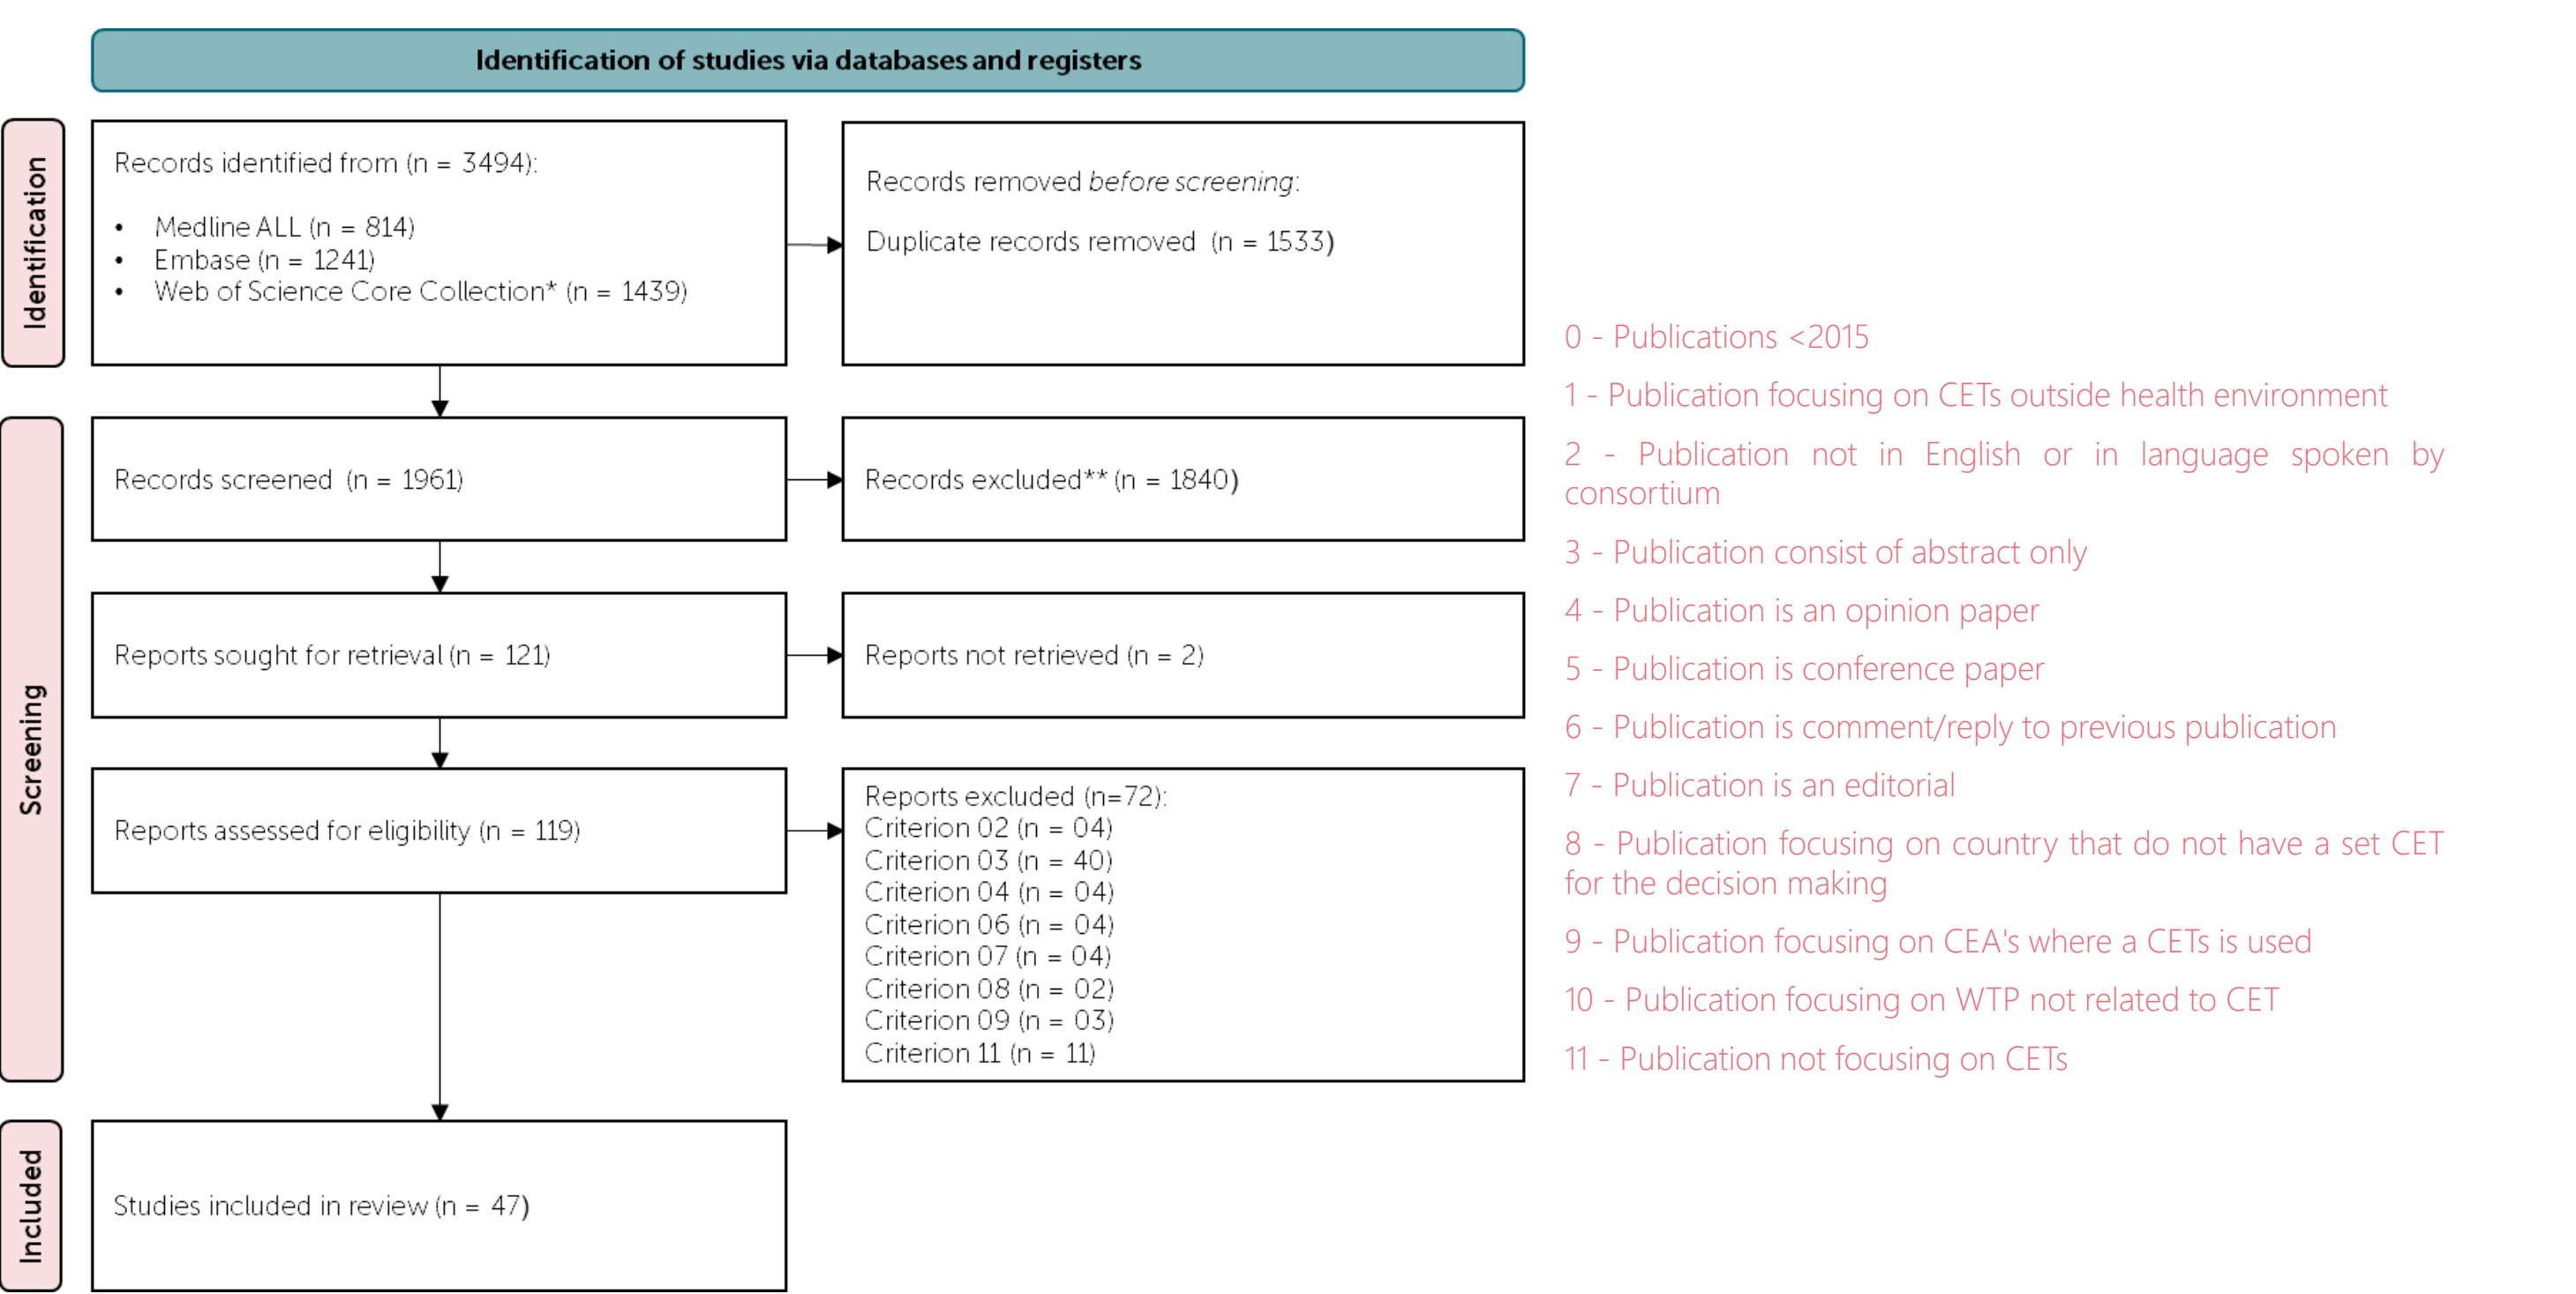 Identification of studies via databases and registers
Identification
Records identified from (n = 3494):
• Medline ALL (n = 814)
• Embase (n = 1241)
• Web of Science Core Collection* (n = 1439)
Records removed before screening:
Duplicate records removed (n = 1533)
Screening
Records screened (n = 1961)
Records excluded** (n = 1840)
Reports sought for retrieval (n = 121)
Reports not retrieved (n = 2)
Reports assessed for eligibility (n = 119)
Reports excluded (n=72):
Criterion 02 (n = 04)
Criterion 03 (n = 40)
Criterion 04 (n = 04)
Criterion 06 (n = 04)
Criterion 07 (n = 04)
Criterion 08 (n = 02)
Criterion 09 (n = 03)
Criterion 11 (n = 11)
Included
Studies included in review (n = 47)
0 - Publications <2015
1 - Publication focusing on CETs outside health environment
2 - Publication not in English or in language spoken by
consortium
3 - Publication consist of abstract only
4 - Publication is an opinion paper
5 - Publication is conference paper
6 - Publication is comment/reply to previous publication
7 - Publication is an editorial
8 - Publication focusing on country that do not have a set CET
for the decision making
9 - Publication focusing on CEA's where a CETs is used
10 - Publication focusing on WTP not related to CET
11 - Publication not focusing on CETs